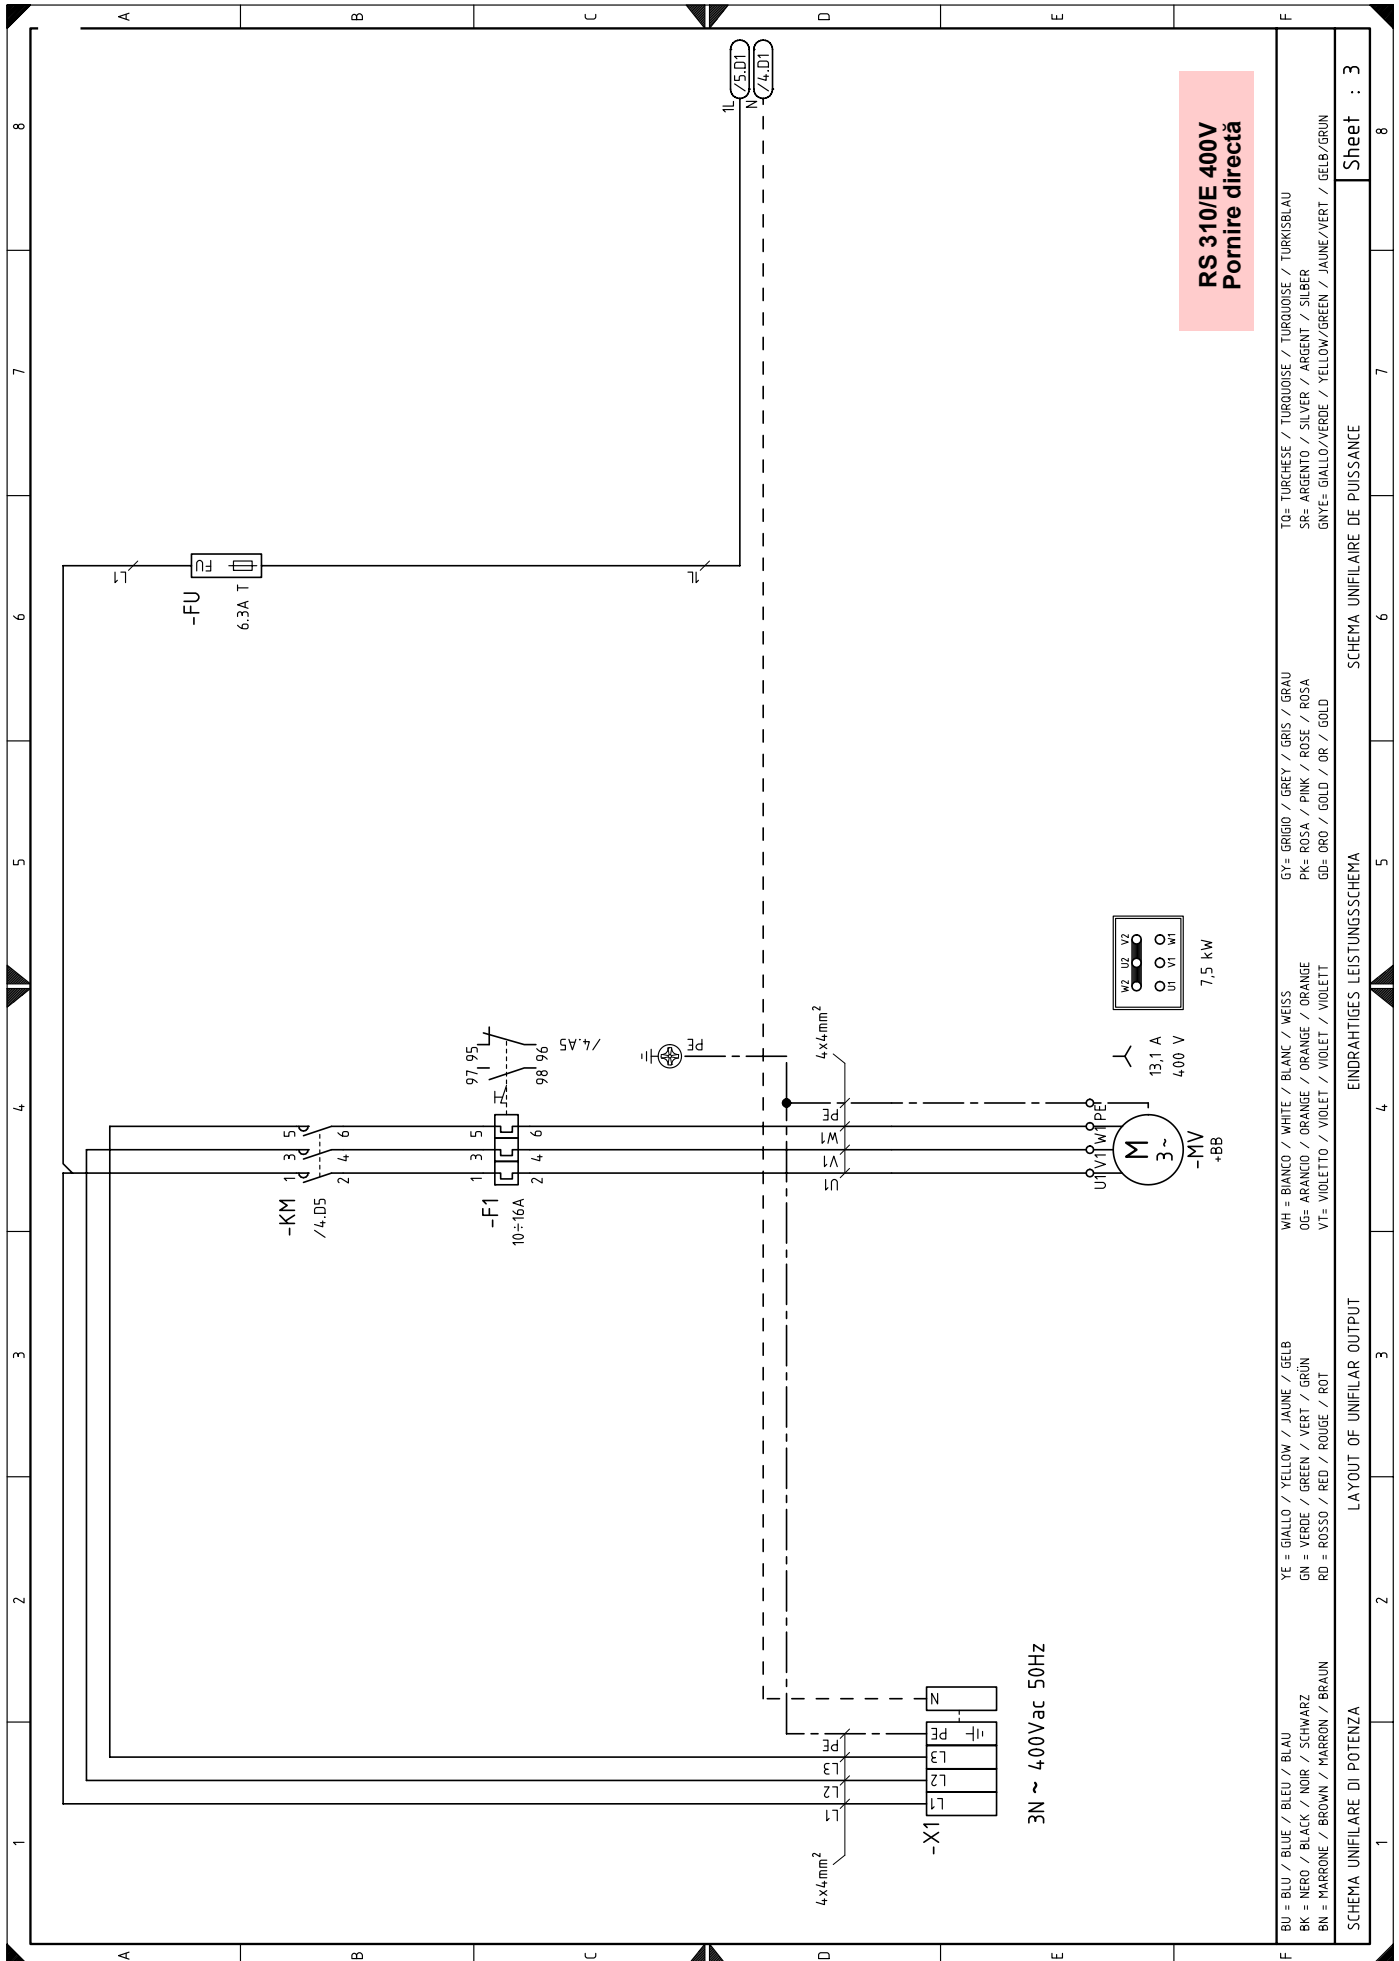 1 2 3 4 5 6 7 8
A A
B B
C C
D D
E E
F F
L1
-FU
FU
6.3A T
1L
1L /5.D1
N /4.D1
-KM
/4.D5
1 3 5
2 4 6
-F1
10÷16A
1 3 5
2 4 6
97 95
98 96
/4.A5
PE
4x4mm²
U1 V1 W1 PE
4x4mm²
L1 L2 L3 PE
-X1
L1 L2 L3 PE N
3N ~ 400Vac 50Hz
U1 V1 W1 PE
M
3~
-MV
+BB
13,1 A
400 V
W2 U2 V2
U1 V1 W1
7,5 kW
RS 310/E 400V
Pornire directă
BU = BLU / BLUE / BLEU / BLAU
BK = NERO / BLACK / NOIR / SCHWARZ
BN = MARRONE / BROWN / MARRON / BRAUN
YE = GIALLO / YELLOW / JAUNE / GELB
GN = VERDE / GREEN / VERT / GRÜN
RD = ROSSO / RED / ROUGE / ROT
WH = BIANCO / WHITE / BLANC / WEISS
OG= ARANCIO / ORANGE / ORANGE / ORANGE
VT= VIOLETTO / VIOLET / VIOLET / VIOLETT
GY= GRIGIO / GREY / GRIS / GRAU
PK= ROSA / PINK / ROSE / ROSA
GD= ORO / GOLD / OR / GOLD
TQ= TURCHESE / TURQUOISE / TURQUOISE / TURKISBLAU
SR= ARGENTO / SILVER / ARGENT / SILBER
GNYE= GIALLO/VERDE / YELLOW/GREEN / JAUNE/VERT / GELB/GRUN
SCHEMA UNIFILARE DI POTENZA
LAYOUT OF UNIFILAR OUTPUT
EINDRAHTIGES LEISTUNGSSCHEMA
SCHEMA UNIFILAIRE DE PUISSANCE
Sheet : 3
1 2 3 4 5 6 7 8